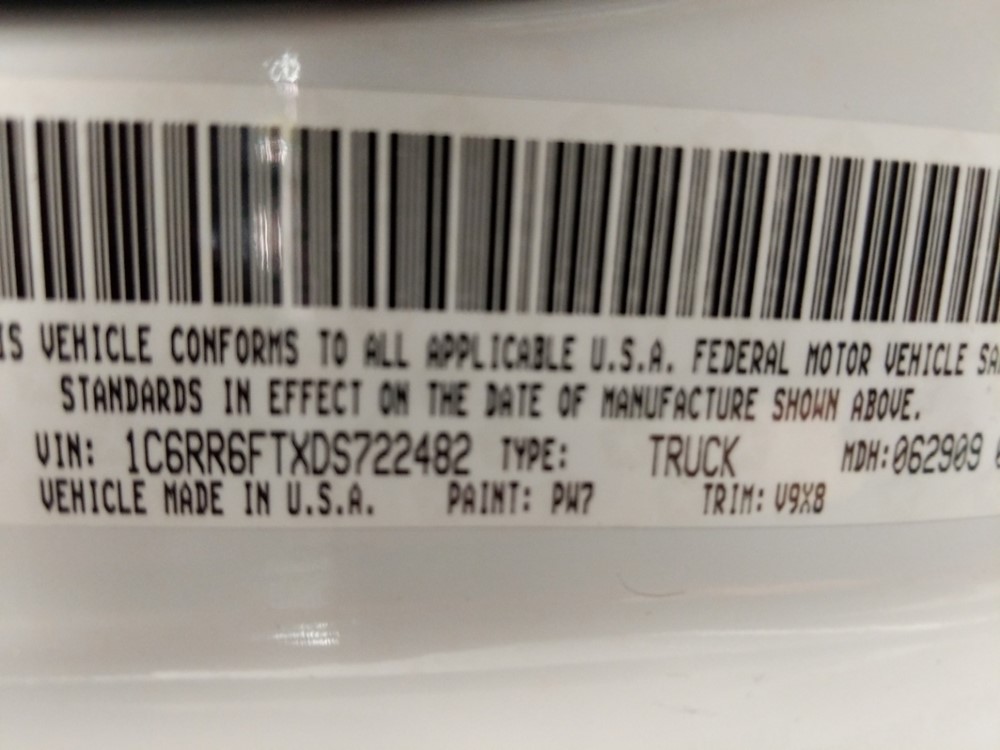 IS VEHICLE CONFORMS TO ALL APPLICABLE U.S.A. FEDERAL MOTOR VEHICLE SA
STANDARDS IN EFFECT ON THE DATE OF MANUFACTURE SHOWN ABOVE.
VIN: 1C6RR6FTXDS722482 TYPE: TRUCK MDH:062909 0
VEHICLE MADE IN U.S.A. PAINT: PW7 TRIM: V9X8